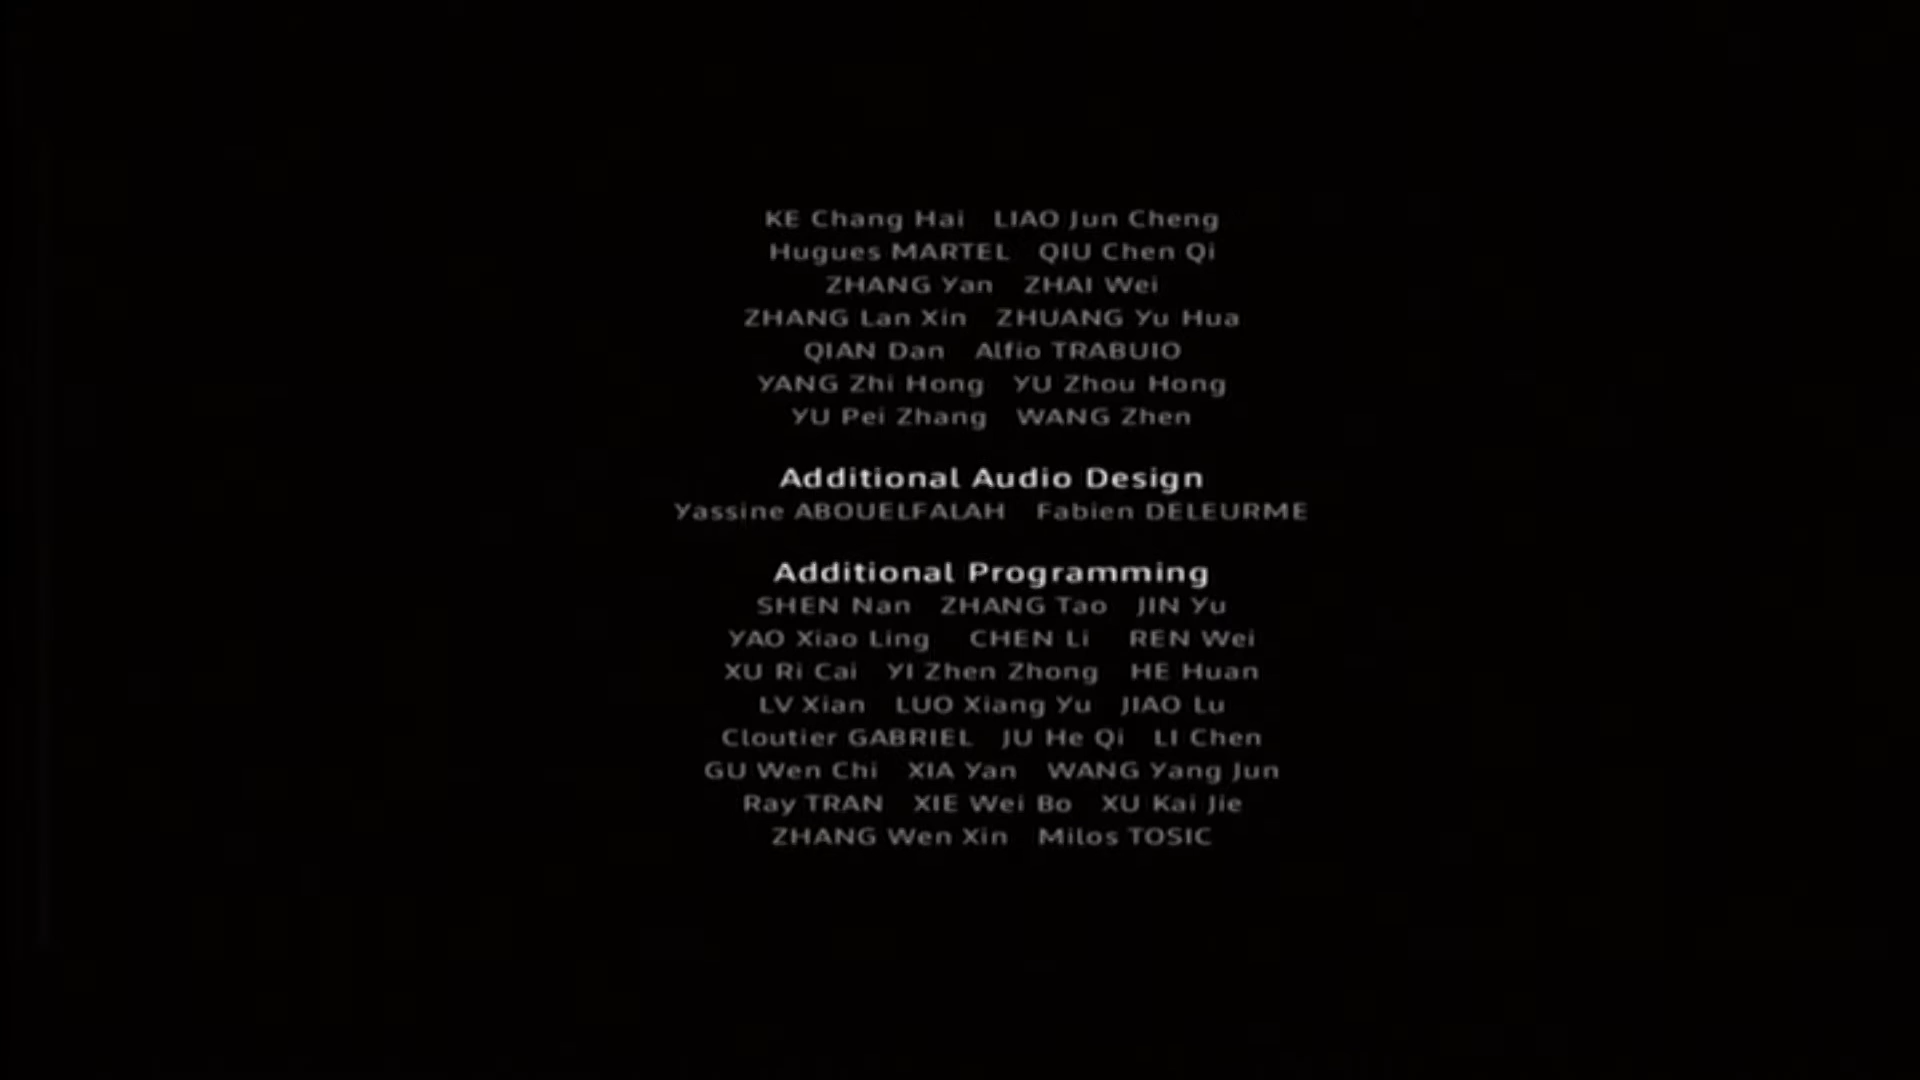 KE Chang Hai LIAO Jun Cheng
Hugues MARTEL QIU Chen Qi
ZHANG Yan ZHAI Wei
ZHANG Lan Xin ZHUANG Yu Hua
QIAN Dan Alfio TRABUIO
YANG Zhi Hong YU Zhou Hong
YU Pei Zhang WANG Zhen
Additional Audio Design
Yassine ABOUELFALAH Fabien DELEURME
Additional Programming
SHEN Nan ZHANG Tao JIN Yu
YAO Xiao Ling CHEN Li REN Wei
XU Ri Cai YI Zhen Zhong HE Huan
LV Xian LUO Xiang Yu JIAO Lu
Cloutier GABRIEL JU He Qi LI Chen
GU Wen Chi XIA Yan WANG Yang Jun
Ray TRAN XIE Wei Bo XU Kai Jie
ZHANG Wen Xin Milos TOSIC